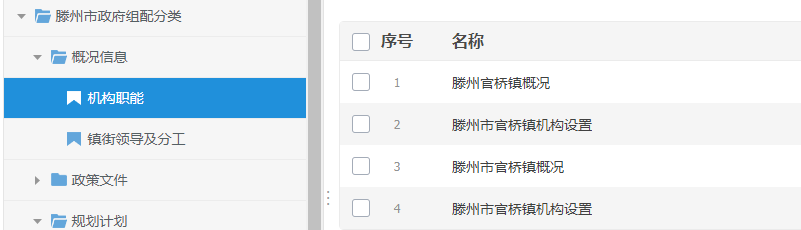 滕州市政府组配分类
概况信息
机构职能
镇街领导及分工
政策文件
规划计划
序号 名称
1 滕州官桥镇概况
2 滕州市官桥镇机构设置
3 滕州市官桥镇概况
4 滕州市官桥镇机构设置